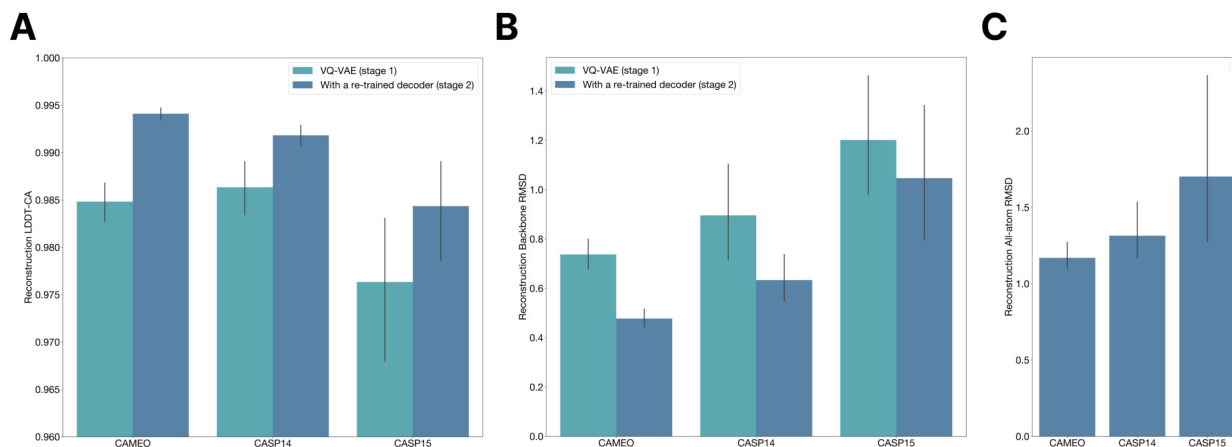 A
Reconstruction LDDT-CA
1.000
0.995
0.990
0.985
0.980
0.975
0.970
0.965
0.960
VQ-VAE (stage 1)
With a re-trained decoder (stage 2)
CAMEO
CASP14
CASP15
B
Reconstruction Backbone RMSD
1.4
1.2
1.0
0.8
0.6
0.4
0.2
0.0
VQ-VAE (stage 1)
With a re-trained decoder (stage 2)
CAMEO
CASP14
CASP15
C
Reconstruction All-atom RMSD
2.0
1.5
1.0
0.5
0.0
CAMEO
CASP14
CASP15